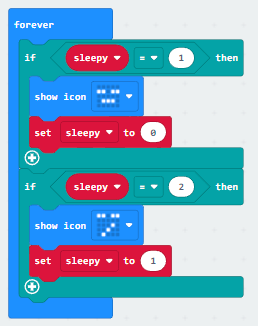 forever
if sleepy = 1 then
show icon
set sleepy to 0
if sleepy = 2 then
show icon
set sleepy to 1